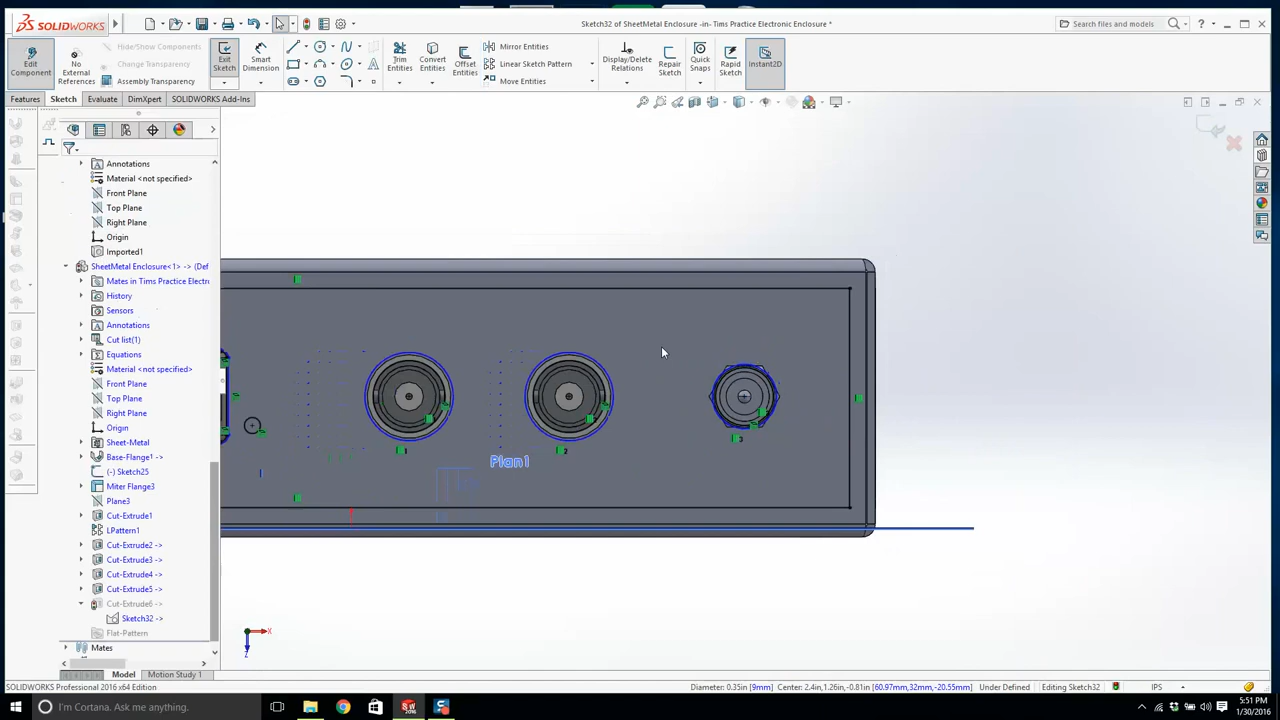 SOLIDWORKS
Sketch32 of SheetMetal Enclosure -in- Tims Practice Electronic Enclosure *
Search files and models
Edit Component
No External References
Hide/Show Components
Change Transparency
Assembly Transparency
Exit Sketch
Smart Dimension
Trim Entities
Convert Entities
Offset Entities
Mirror Entities
Linear Sketch Pattern
Move Entities
Display/Delete Relations
Repair Sketch
Quick Snaps
Rapid Sketch
Instant2D
Features
Sketch
Evaluate
DimXpert
SOLIDWORKS Add-Ins
Annotations
Material <not specified>
Front Plane
Top Plane
Right Plane
Origin
Imported1
SheetMetal Enclosure<1> -> (Def
Mates in Tims Practice Electro
History
Sensors
Annotations
Cut list(1)
Equations
Material <not specified>
Front Plane
Top Plane
Right Plane
Origin
Sheet-Metal
Base-Flange1 ->
(-) Sketch25
Miter Flange3
Plane3
Cut-Extrude1
LPattern1
Cut-Extrude2 ->
Cut-Extrude3 ->
Cut-Extrude4 ->
Cut-Extrude5 ->
Cut-Extrude6 ->
Sketch32 ->
Flat-Pattern
Mates
1
2
3
Plan1
X
Z
Model
Motion Study 1
SOLIDWORKS Professional 2016 x64 Edition
Diameter: 0.35in [9mm]
Center: 2.4in,1.26in,-0.81in [60.97mm,32mm,-20.55mm]
Under Defined
Editing Sketch32
IPS
I'm Cortana. Ask me anything.
5:51 PM
1/30/2016